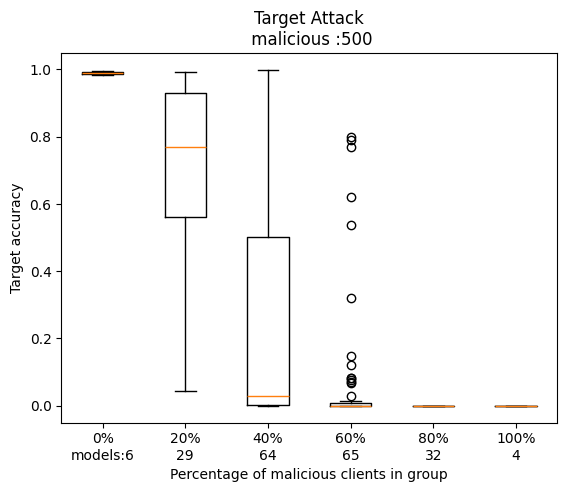 Target Attack
malicious :500
Target accuracy
1.0
0.8
0.6
0.4
0.2
0.0
0% 20% 40% 60% 80% 100%
models:6 29 64 65 32 4
Percentage of malicious clients in group